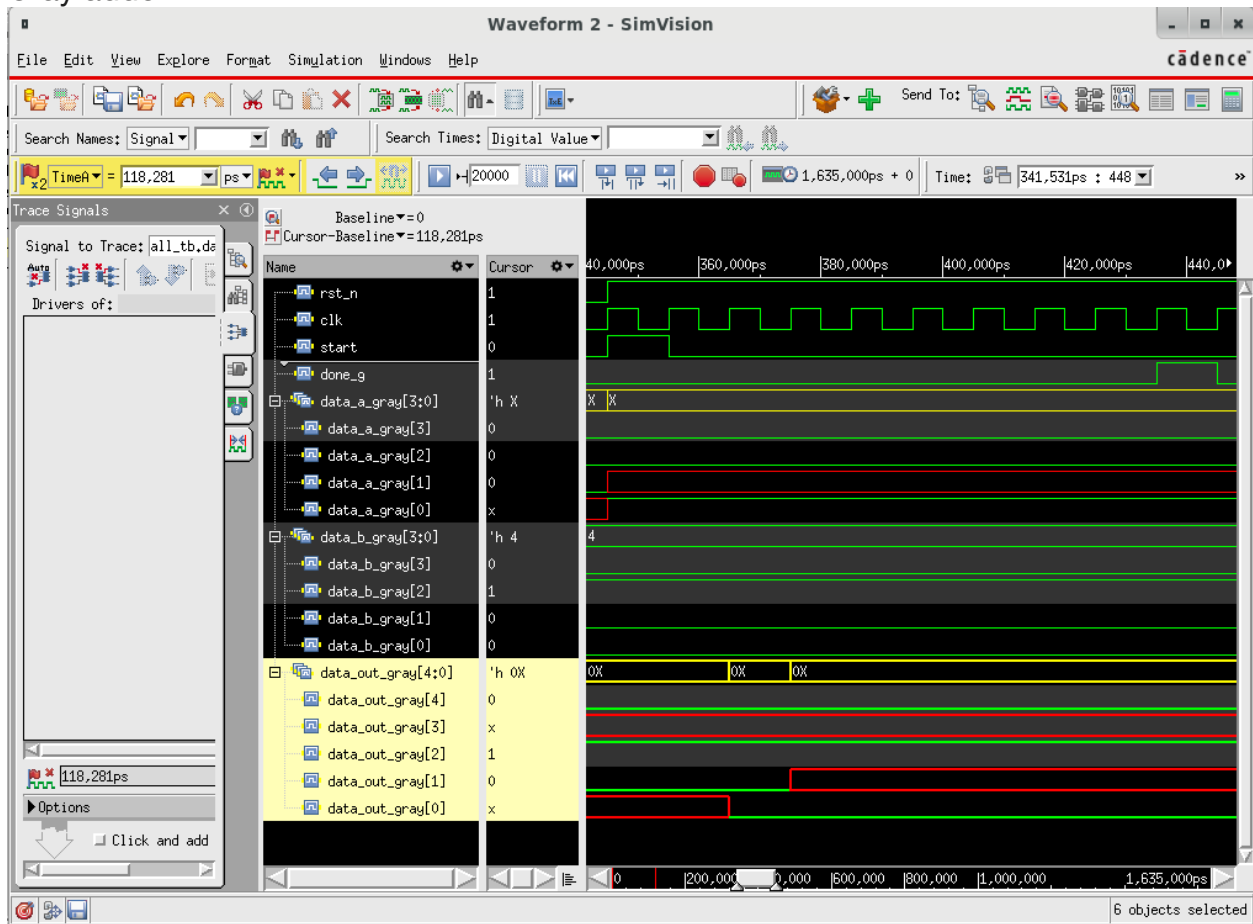 Waveform 2 - SimVision
File Edit View Explore Format Simulation Windows Help
cādence
Send To:
Search Names: Signal
Search Times: Digital Value
x2 TimeA = 118,281 ps
20000
1,635,000ps + 0
Time: 341,531ps : 448
»
Trace Signals
Signal to Trace: all_tb.da
Auto
Drivers of:
118,281ps
Options
Click and add
Baseline=0
Cursor-Baseline=118,281ps
Name Cursor
40,000ps 360,000ps 380,000ps 400,000ps 420,000ps 440,0
rst_n 1
clk 1
start 0
done_g 1
data_a_gray[3:0] 'h X X X
data_a_gray[3] 0
data_a_gray[2] 0
data_a_gray[1] 0
data_a_gray[0] x
data_b_gray[3:0] 'h 4 4
data_b_gray[3] 0
data_b_gray[2] 1
data_b_gray[1] 0
data_b_gray[0] 0
data_out_gray[4:0] 'h 0X 0X 0X 0X
data_out_gray[4] 0
data_out_gray[3] x
data_out_gray[2] 1
data_out_gray[1] 0
data_out_gray[0] x
0 200,000 0,000 600,000 800,000 1,000,000 1,635,000ps
6 objects selected